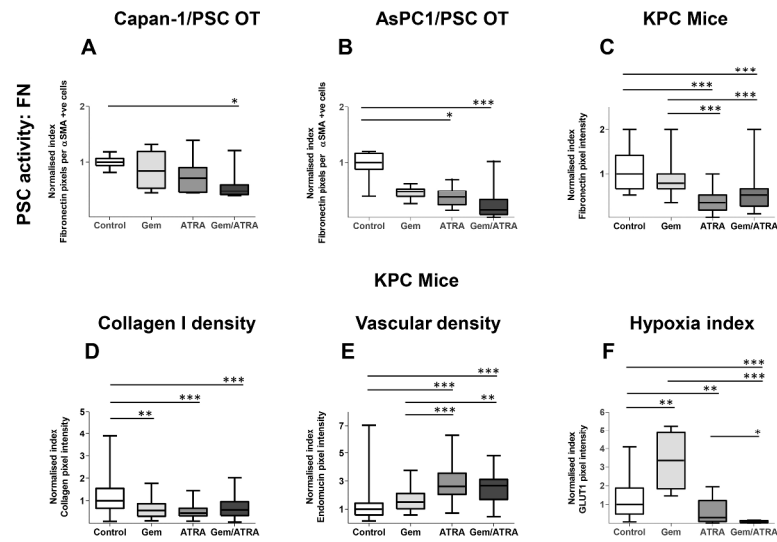 Capan-1/PSC OT
AsPC1/PSC OT
KPC Mice
PSC activity: FN
A
*
Normalised index
Fibronectin pixels per αSMA +ve cells
2
1
0
Control Gem ATRA Gem/ATRA
B
***
*
Normalised index
Fibronectin pixels per αSMA +ve cells
2
1
0
Control Gem ATRA Gem/ATRA
C
***
***
***
***
Normalised index
Fibronectin pixel intensity
2
1
Control Gem ATRA Gem/ATRA
KPC Mice
Collagen I density
Vascular density
Hypoxia index
D
***
***
**
Normalised index
Collagen pixel intensity
5
4
3
2
1
Control Gem ATRA Gem/ATRA
E
***
***
**
***
Normalised index
Endomucin pixel intensity
7
5
3
1
Control Gem ATRA Gem/ATRA
F
***
***
**
**
*
Normalised index
GLUT1 pixel intensity
6
5
3
2
1
Control Gem ATRA Gem/ATRA